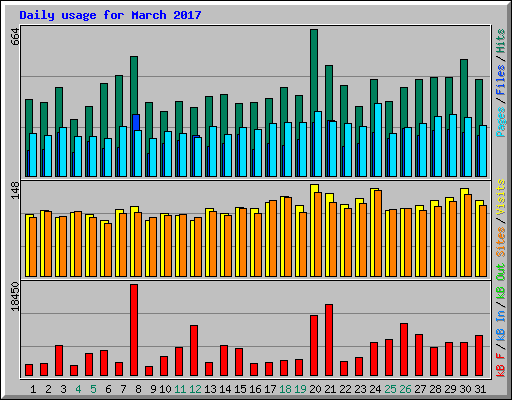 Daily usage for March 2017
664
Pages / Files / Hits
148
Sites / Visits
18450
kB F / kB In / kB Out
1 2 3 4 5 6 7 8 9 10 11 12 13 14 15 16 17 18 19 20 21 22 23 24 25 26 27 28 29 30 31